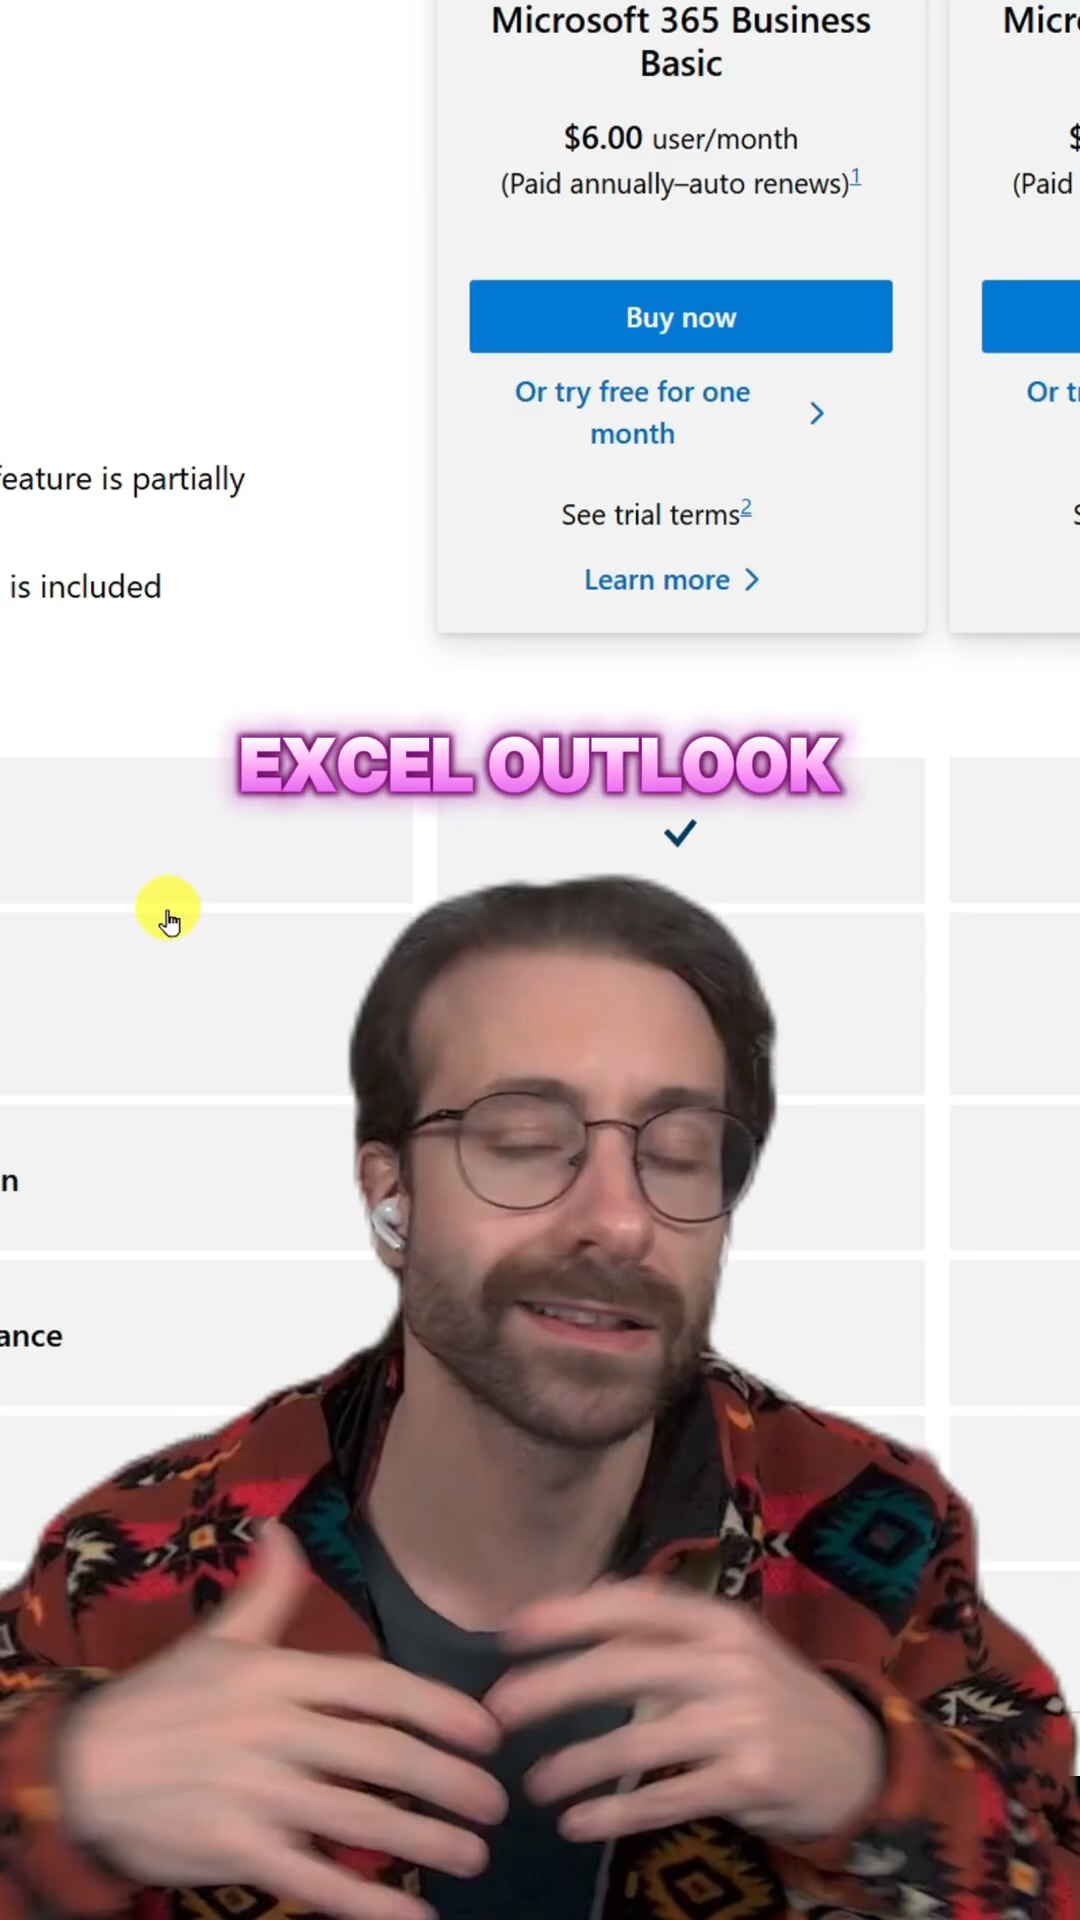 Microsoft 365 Business
Basic
$6.00 user/month
(Paid annually–auto renews)1
Buy now
Or try free for one
month
See trial terms2
Learn more
Micr
$
(Paid
Or t
S
feature is partially
is included
EXCEL OUTLOOK
n
ance